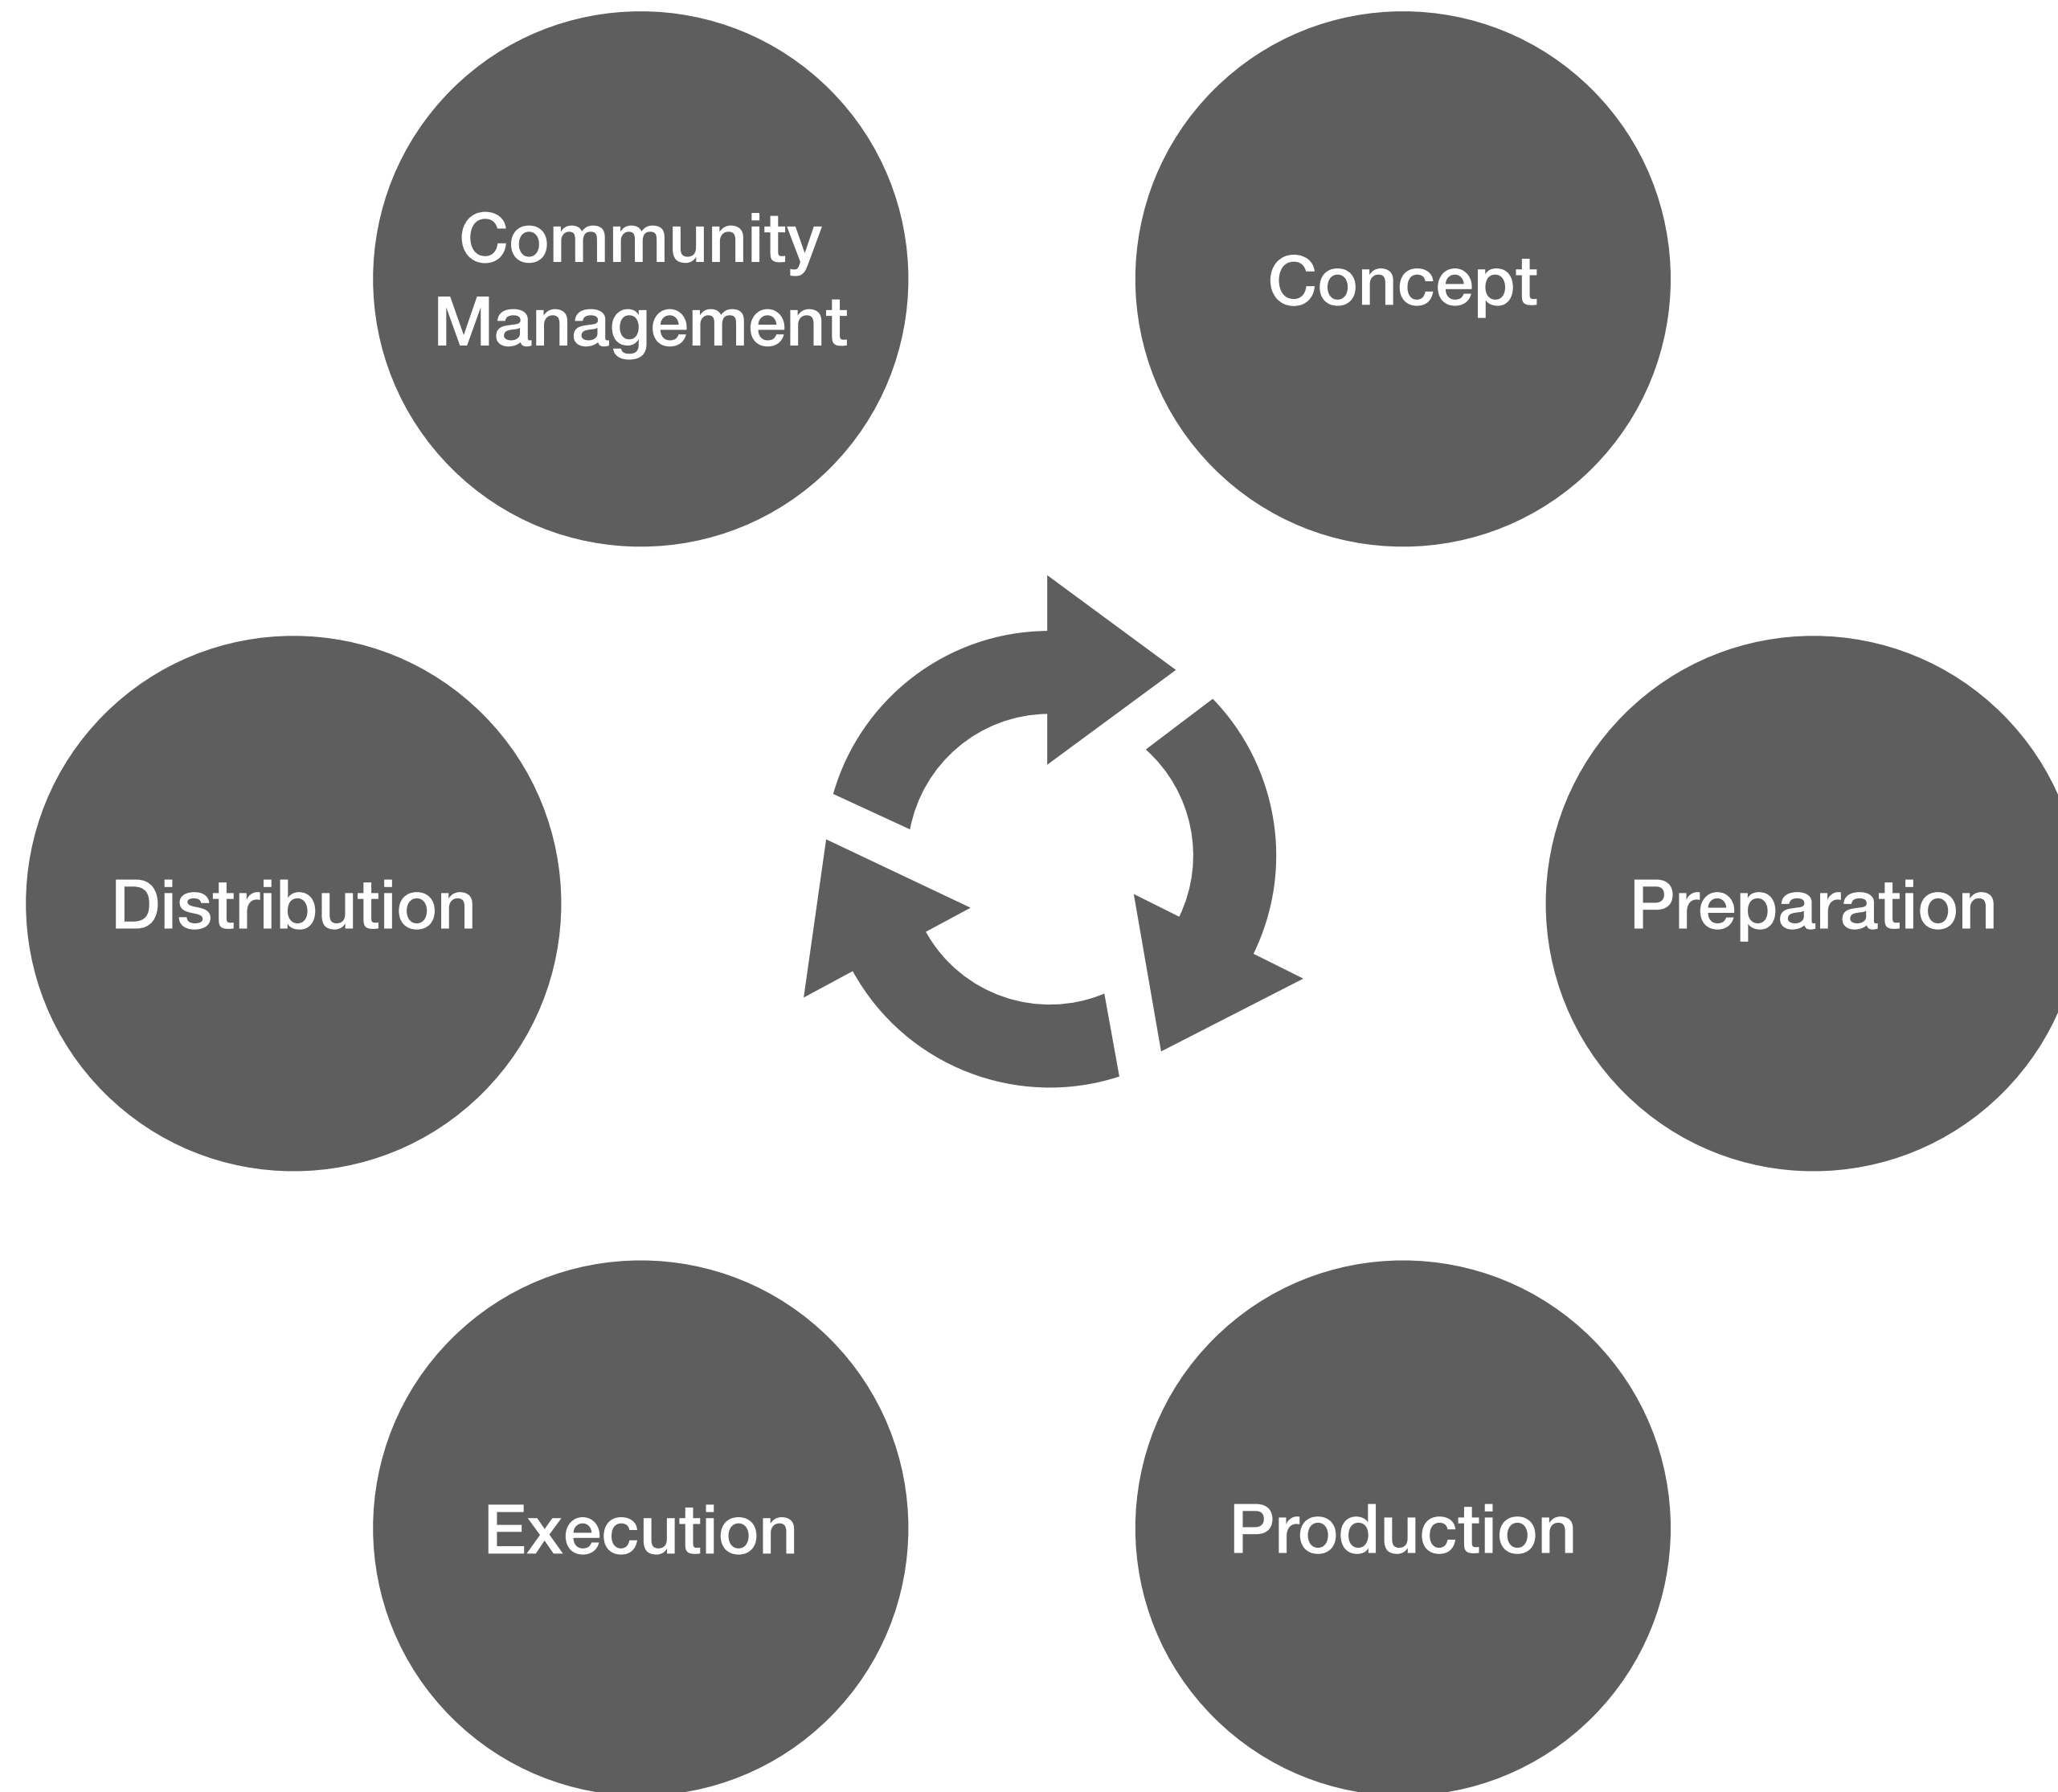 Community
Management
Concept
Distribution
Preparation
Execution
Production